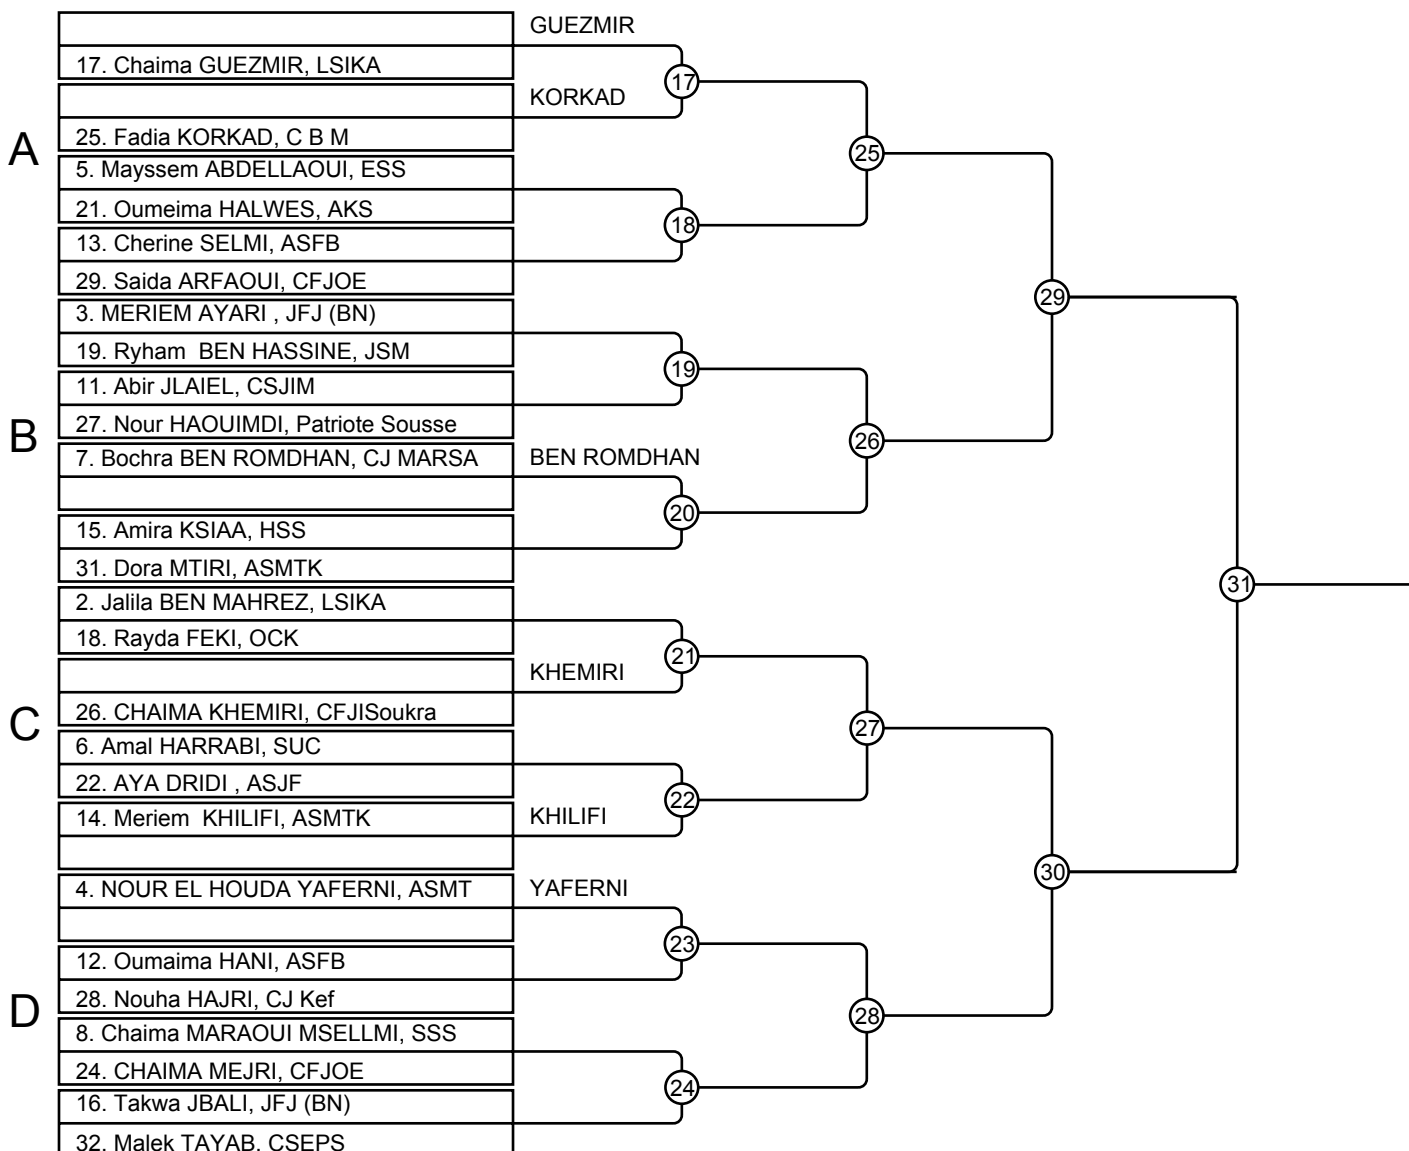 GUEZMIR
17. Chaima GUEZMIR, LSIKA
17
KORKAD
25. Fadia KORKAD, C B M
A
25
5. Mayssem ABDELLAOUI, ESS
21. Oumeima HALWES, AKS
18
13. Cherine SELMI, ASFB
29. Saida ARFAOUI, CFJOE
29
3. MERIEM AYARI , JFJ (BN)
19. Ryham  BEN HASSINE, JSM
19
11. Abir JLAIEL, CSJIM
27. Nour HAOUIMDI, Patriote Sousse
B
26
7. Bochra BEN ROMDHAN, CJ MARSA
BEN ROMDHAN
20
15. Amira KSIAA, HSS
31. Dora MTIRI, ASMTK
31
2. Jalila BEN MAHREZ, LSIKA
18. Rayda FEKI, OCK
21
KHEMIRI
26. CHAIMA KHEMIRI, CFJISoukra
C
27
6. Amal HARRABI, SUC
22. AYA DRIDI , ASJF
22
14. Meriem  KHILIFI, ASMTK
KHILIFI
30
4. NOUR EL HOUDA YAFERNI, ASMT
YAFERNI
23
12. Oumaima HANI, ASFB
28. Nouha HAJRI, CJ Kef
D
28
8. Chaima MARAOUI MSELLMI, SSS
24. CHAIMA MEJRI, CFJOE
24
16. Takwa JBALI, JFJ (BN)
32. Malek TAYAB, CSEPS